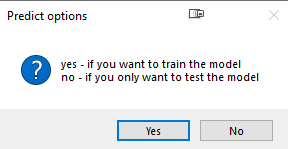 Predict options
yes - if you want to train the model
no - if you only want to test the model
Yes
No